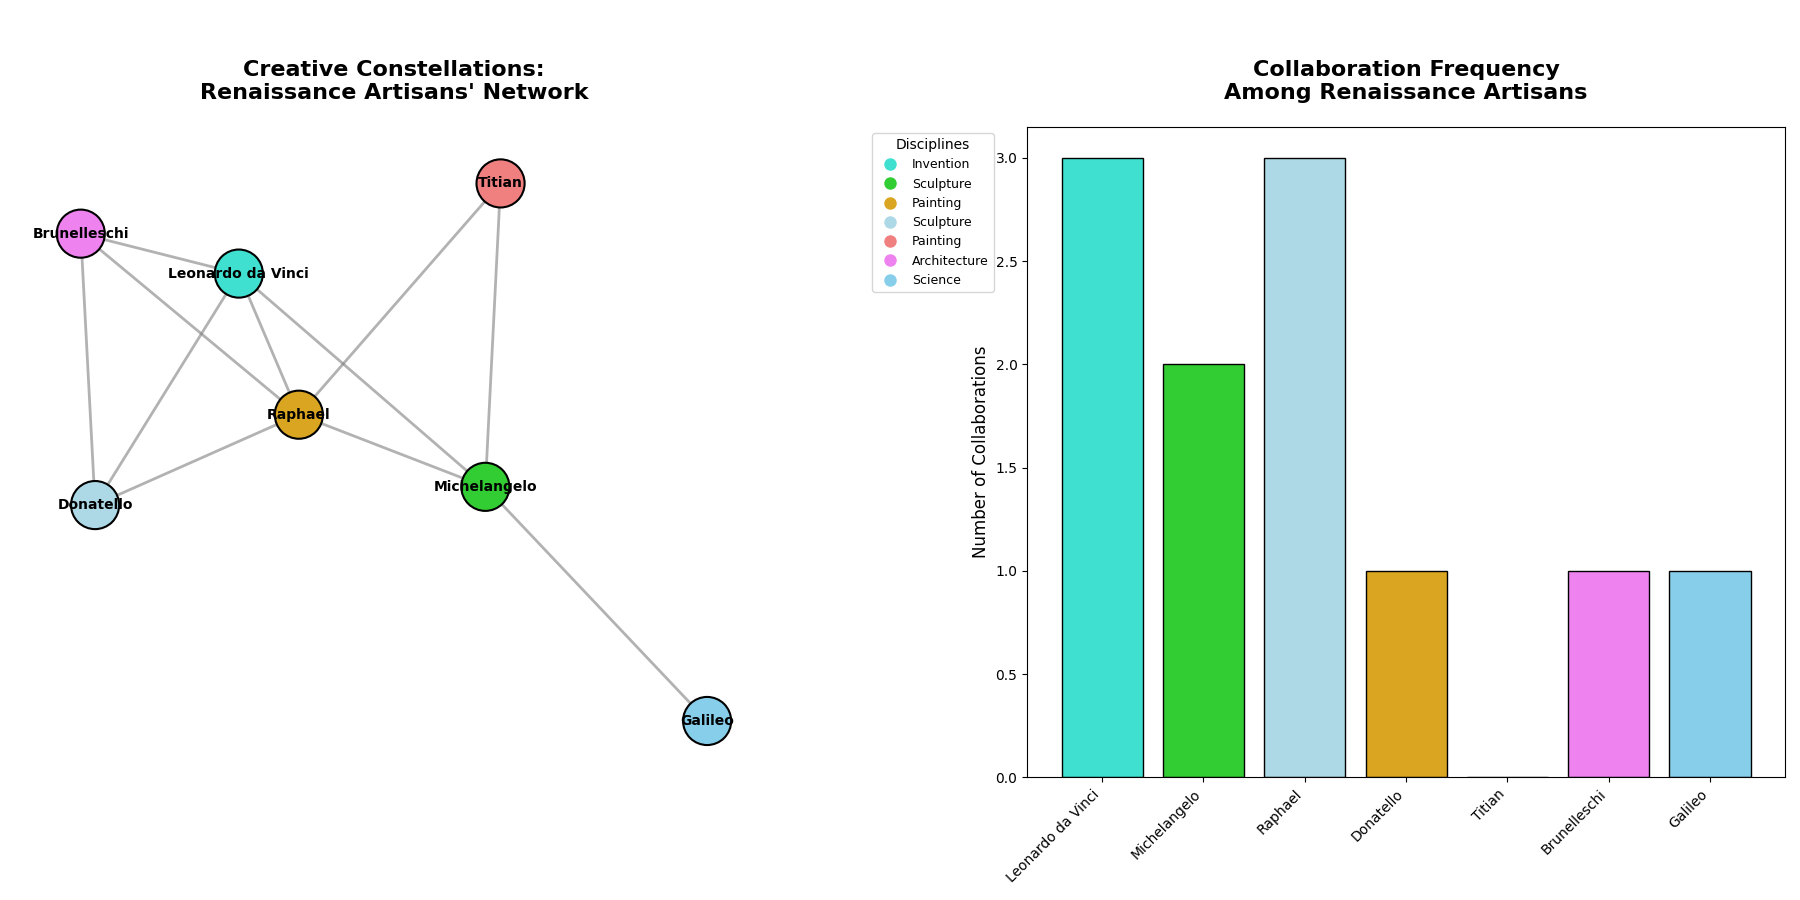 Creative Constellations:
Renaissance Artisans' Network
Titian
Brunelleschi
Leonardo da Vinci
Raphael
Michelangelo
Donatello
Galileo
Disciplines
Invention
Sculpture
Painting
Sculpture
Painting
Architecture
Science
Collaboration Frequency
Among Renaissance Artisans
Number of Collaborations
3.0
2.5
2.0
1.5
1.0
0.5
0.0
Leonardo da Vinci
Michelangelo
Raphael
Donatello
Titian
Brunelleschi
Galileo